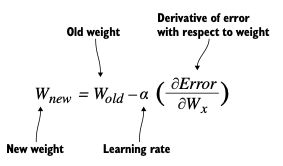 Derivative of error
Old weight with respect to weight
W_new = W_old − α (∂Error / ∂W_x)
New weight Learning rate